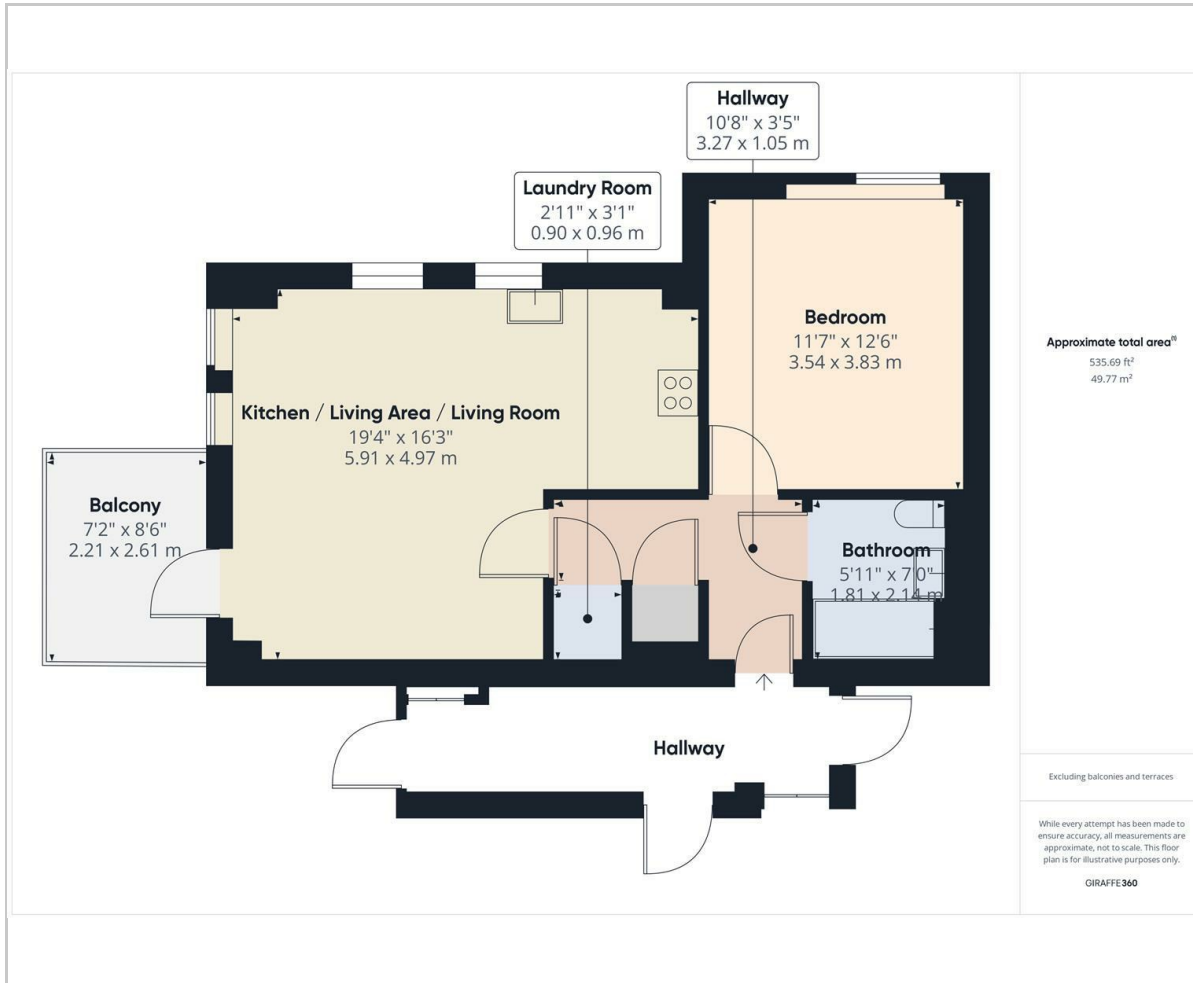 Hallway
10'8" x 3'5"
3.27 x 1.05 m
Laundry Room
2'11" x 3'1"
0.90 x 0.96 m
Bedroom
11'7" x 12'6"
3.54 x 3.83 m
Kitchen / Living Area / Living Room
19'4" x 16'3"
5.91 x 4.97 m
Balcony
7'2" x 8'6"
2.21 x 2.61 m
Bathroom
5'11" x 7'0"
1.81 x 2.14 m
Hallway
Approximate total area⁽¹⁾
535.69 ft²
49.77 m²
Excluding balconies and terraces
While every attempt has been made to
ensure accuracy, all measurements are
approximate, not to scale. This floor
plan is for illustrative purposes only.
GIRAFFE360